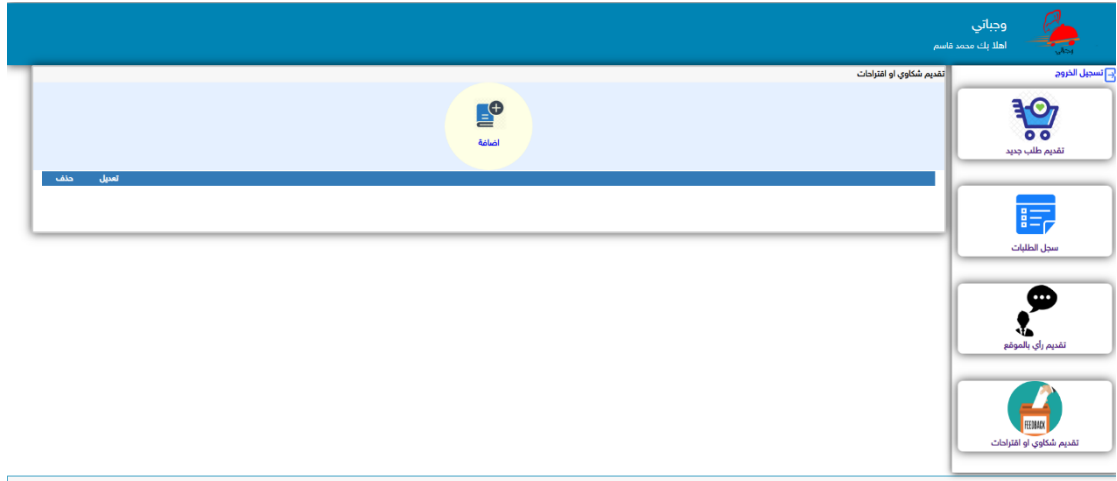 وجباتي
اهلا بك محمد قاسم
وجباتي
تسجيل الخروج
تقديم طلب جديد
سجل الطلبات
تقديم رأي بالموقع
FEEDBACK
تقديم شكاوي او اقتراحات
تقديم شكاوي او اقتراحات
اضافة
تعديل حذف